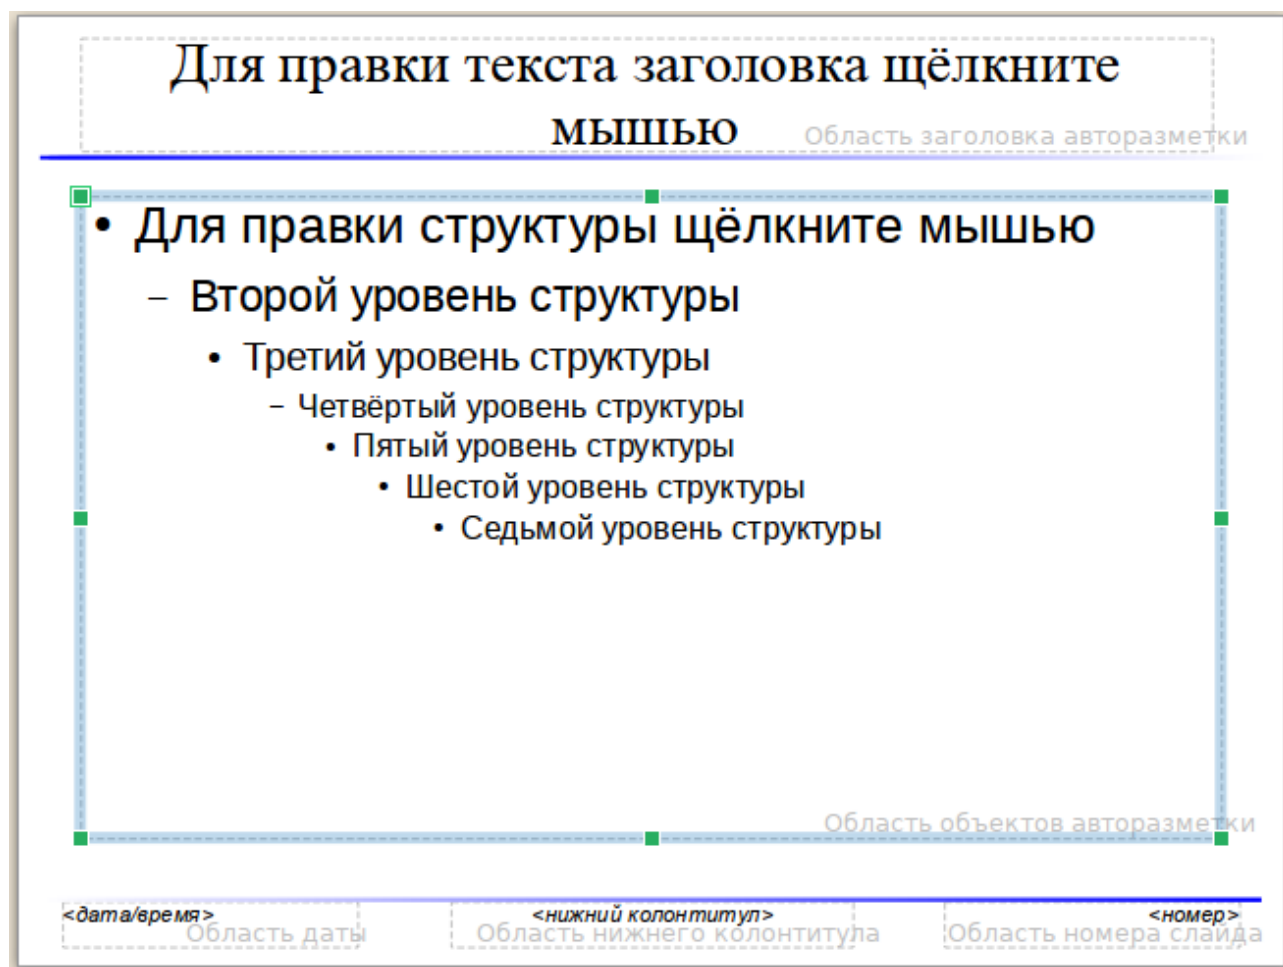 Для правки текста заголовка щёлкните
мышью
Область заголовка авторазметки
• Для правки структуры щёлкните мышью
– Второй уровень структуры
• Третий уровень структуры
– Четвёртый уровень структуры
• Пятый уровень структуры
• Шестой уровень структуры
• Седьмой уровень структуры
Область объектов авторазметки
<дата/время>
Область даты
<нижний колонтитул>
Область нижнего колонтитула
<номер>
Область номера слайда